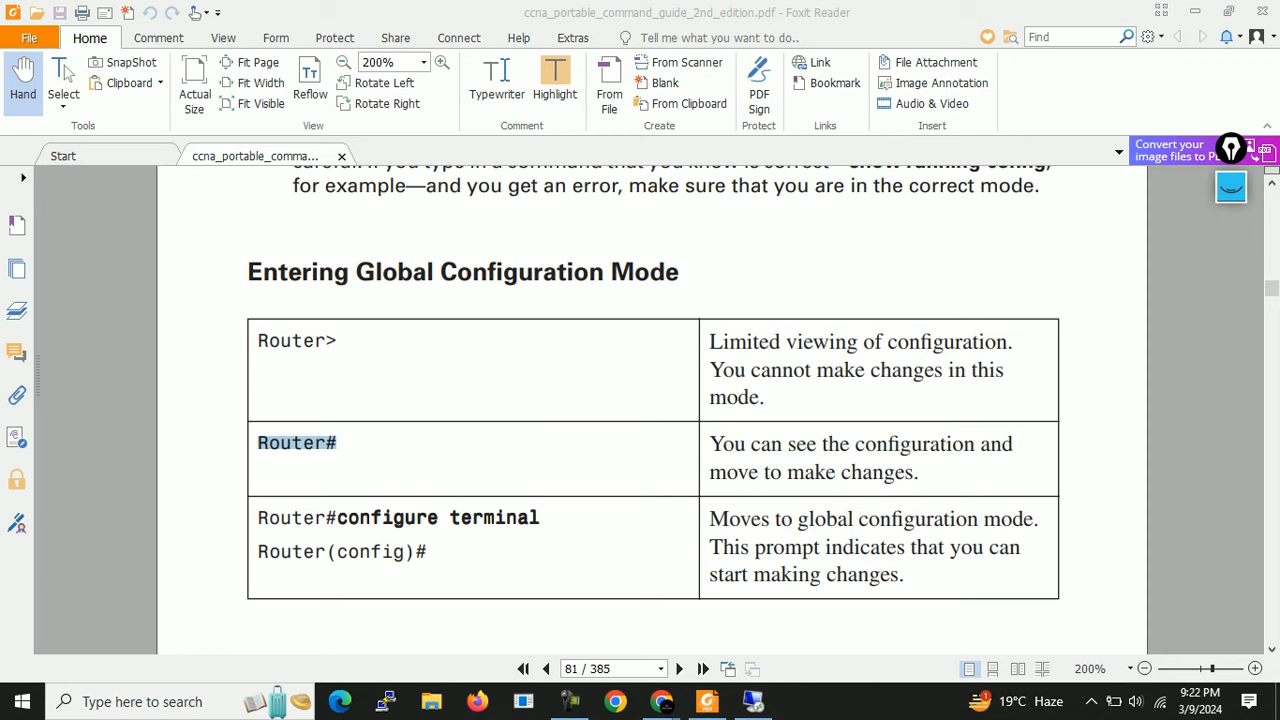 ccna_portable_command_guide_2nd_edition.pdf - Foxit Reader
File
Home
Comment
View
Form
Protect
Share
Connect
Help
Extras
Tell me what you want to do..
Find
Hand
Select
SnapShot
Clipboard
Actual
Size
Fit Page
Fit Width
Fit Visible
Reflow
200%
Rotate Left
Rotate Right
Typewriter
Highlight
From
File
From Scanner
Blank
From Clipboard
PDF
Sign
Link
Bookmark
File Attachment
Image Annotation
Audio & Video
Tools
View
Comment
Create
Protect
Links
Insert
Start
ccna_portable_comma...
Convert your
image files to
for example—and you get an error, make sure that you are in the correct mode.
Entering Global Configuration Mode
Router>
Limited viewing of configuration.
You cannot make changes in this
mode.
Router#
You can see the configuration and
move to make changes.
Router#configure terminal
Router(config)#
Moves to global configuration mode.
This prompt indicates that you can
start making changes.
81 / 385
200%
Type here to search
1
19°C Haze
9:22 PM
3/9/2024